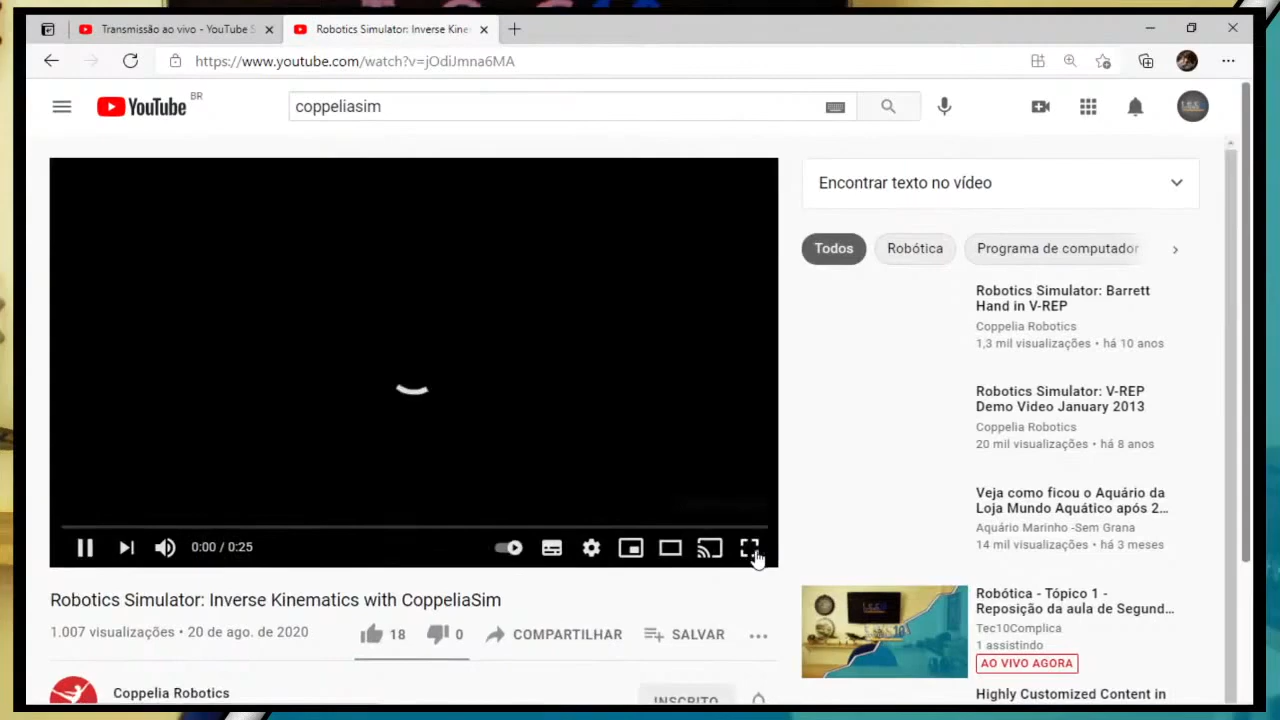 Transmissão ao vivo - YouTube S
Robotics Simulator: Inverse Kine
https://www.youtube.com/watch?v=jOdiJmna6MA
YouTube BR
coppeliasim
Encontrar texto no vídeo
Todos
Robótica
Programa de computador
Robotics Simulator: Barrett
Hand in V-REP
Coppelia Robotics
1,3 mil visualizações • há 10 anos
Robotics Simulator: V-REP
Demo Video January 2013
Coppelia Robotics
20 mil visualizações • há 8 anos
Veja como ficou o Aquário da
Loja Mundo Aquático após 2...
Aquário Marinho -Sem Grana
14 mil visualizações • há 3 meses
0:00 / 0:25
Robotics Simulator: Inverse Kinematics with CoppeliaSim
1.007 visualizações • 20 de ago. de 2020
18
0
COMPARTILHAR
SALVAR
Robótica - Tópico 1 -
Reposição da aula de Segund...
Tec10Complica
1 assistindo
AO VIVO AGORA
Highly Customized Content in
Coppelia Robotics
INSCRITO